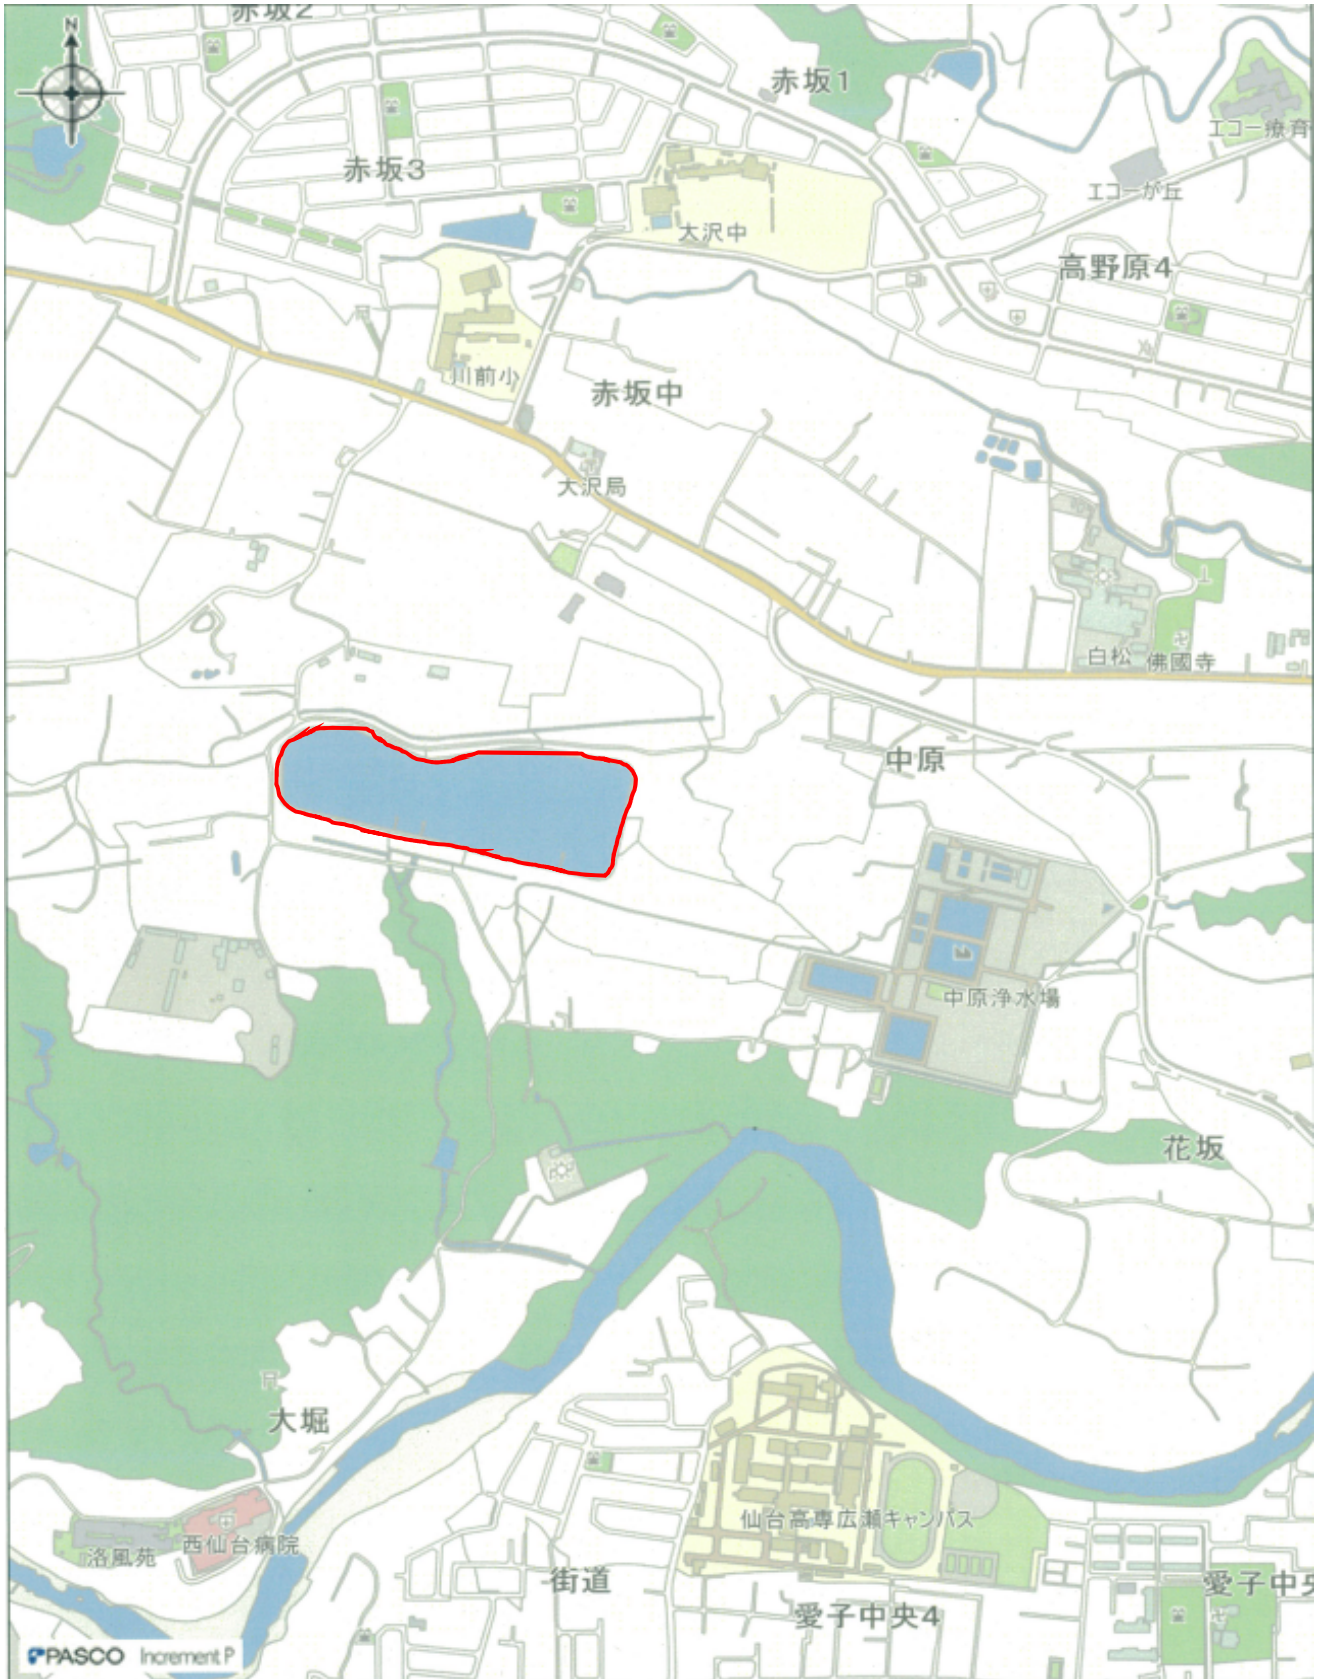 赤坂2
N
赤坂1
エコー療育
赤坂3
エコーが丘
大沢中
高野原4
川前小
赤坂中
大沢局
白松
佛國寺
中原
中原浄水場
花坂
大堀
仙台高専広瀬キャンパス
西仙台病院
洛風苑
街道
愛子中央
愛子中央4
PASCO Increment P